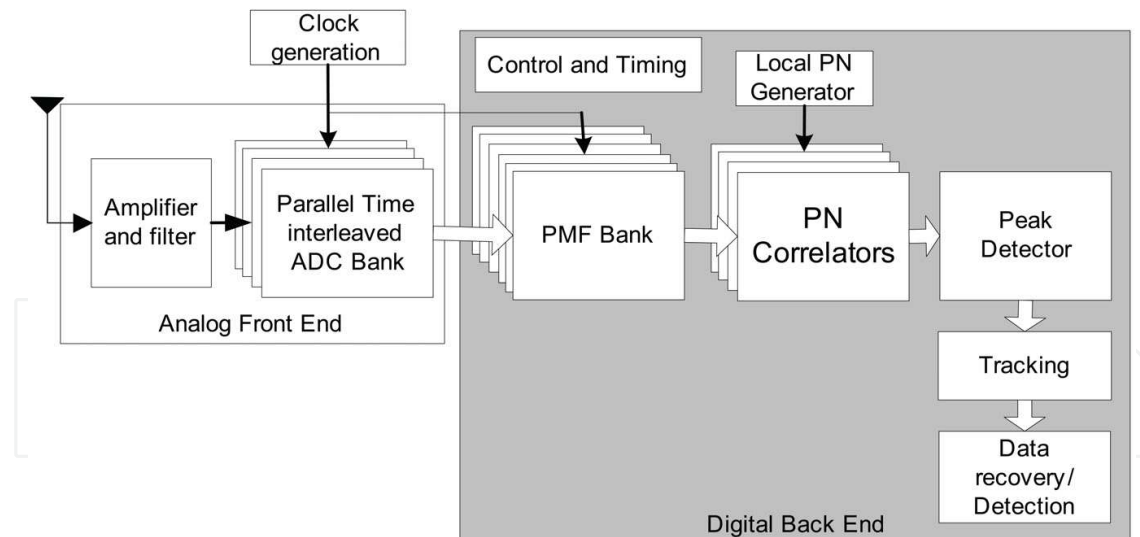 Clock
generation
Control and Timing
Local PN
Generator
Amplifier
and filter
Parallel Time
interleaved
ADC Bank
PMF Bank
PN
Correlators
Peak
Detector
Analog Front End
Tracking
Data
recovery/
Detection
Digital Back End